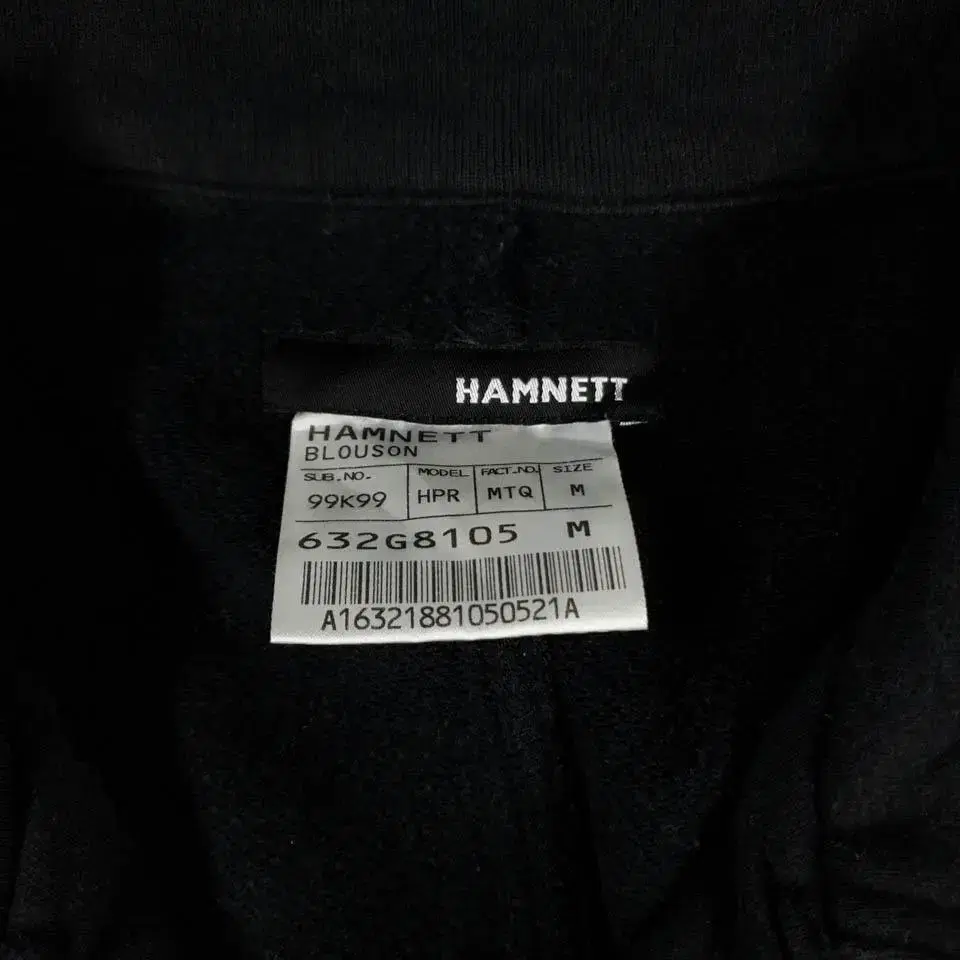 HAMNETT
HAMNETT
BLOUSON
SUB.NO. MODEL FACT.NO. SIZE
99K99 HPR MTQ M
632G8105 M
A16321881050521A